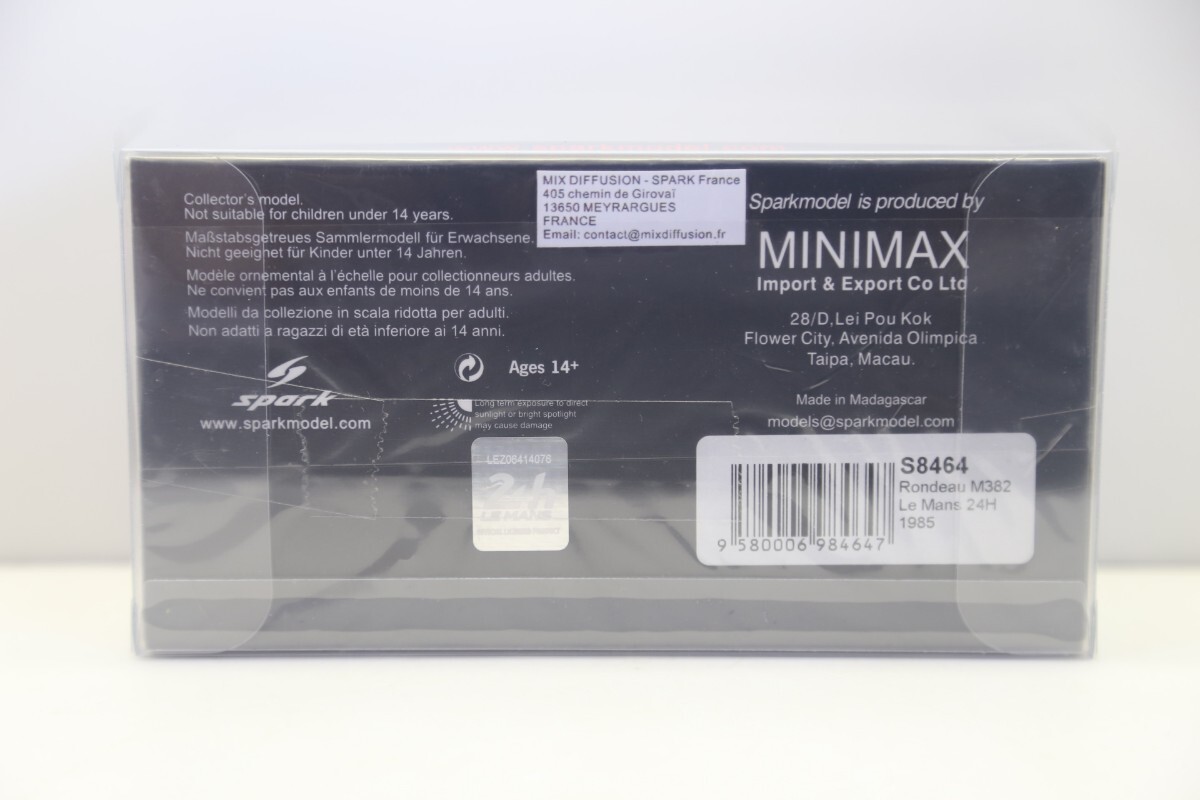 Collector's model.
Not suitable for children under 14 years.
Maßstabsgetreues Sammlermodell für Erwachsene.
Nicht geeignet für Kinder unter 14 Jahren.
Modèle ornemental à l'échelle pour collectionneurs adultes.
Ne convient pas aux enfants de moins de 14 ans.
Modelli da collezione in scala ridotta per adulti.
Non adatti a ragazzi di età inferiore ai 14 anni.
spark
www.sparkmodel.com
Ages 14+
Long term exposure to direct
sunlight or bright spotlight
may cause damage
LEZ08414076
24h
LE MANS
MIX DIFFUSION - SPARK France
405 chemin de Girovaï
13650 MEYRARGUES
FRANCE
Email: contact@mixdiffusion.fr
Sparkmodel is produced by
MINIMAX
Import & Export Co Ltd
28/D, Lei Pou Kok
Flower City, Avenida Olimpica
Taipa, Macau.
Made in Madagascar
models@sparkmodel.com
S8464
Rondeau M382
Le Mans 24H
1985
9 580006 984647